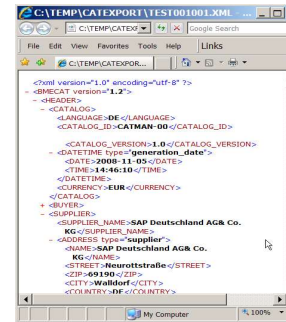 C:\TEMP\CATEXPORT\TEST001001.XML - ...
C:\TEMP\CATEXF
Google Search
File Edit View Favorites Tools Help Links
C:\TEMP\CATEXPOR...
<?xml version="1.0" encoding="utf-8" ?>
- <BMECAT version="1.2">
- <HEADER>
- <CATALOG>
<LANGUAGE>DE</LANGUAGE>
<CATALOG_ID>CATMAN-00</CATALOG_ID>
<CATALOG_VERSION>1.0</CATALOG_VERSION>
- <DATETIME type="generation_date">
<DATE>2008-11-05</DATE>
<TIME>14:46:10</TIME>
</DATETIME>
<CURRENCY>EUR</CURRENCY>
</CATALOG>
+ <BUYER>
- <SUPPLIER>
<SUPPLIER_NAME>SAP Deutschland AG& Co.
KG</SUPPLIER_NAME>
- <ADDRESS type="supplier">
<NAME>SAP Deutschland AG& Co.
KG</NAME>
<STREET>Neurottstraße</STREET>
<ZIP>69190</ZIP>
<CITY>Walldorf</CITY>
<COUNTRY>DE</COUNTRY>
My Computer 100%